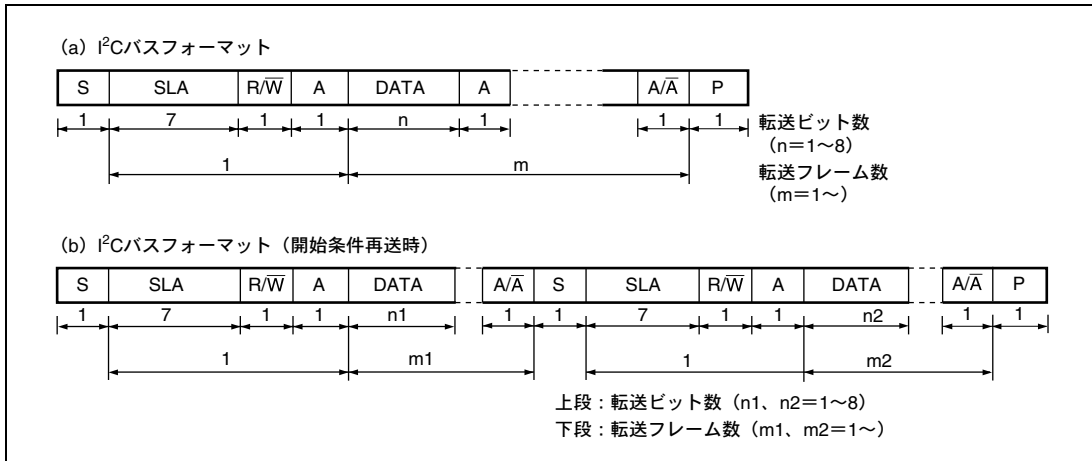 (a) I²Cバスフォーマット
S SLA R/W̅ A DATA A A/A̅ P
1 7 1 1 n 1 1 1 転送ビット数
（n＝1～8）
1 m 転送フレーム数
（m＝1～）
(b) I²Cバスフォーマット（開始条件再送時）
S SLA R/W̅ A DATA A/A̅ S SLA R/W̅ A DATA A/A̅ P
1 7 1 1 n1 1 1 7 1 1 n2 1 1
1 m1 1 m2
上段：転送ビット数（n1、n2＝1～8）
下段：転送フレーム数（m1、m2＝1～）